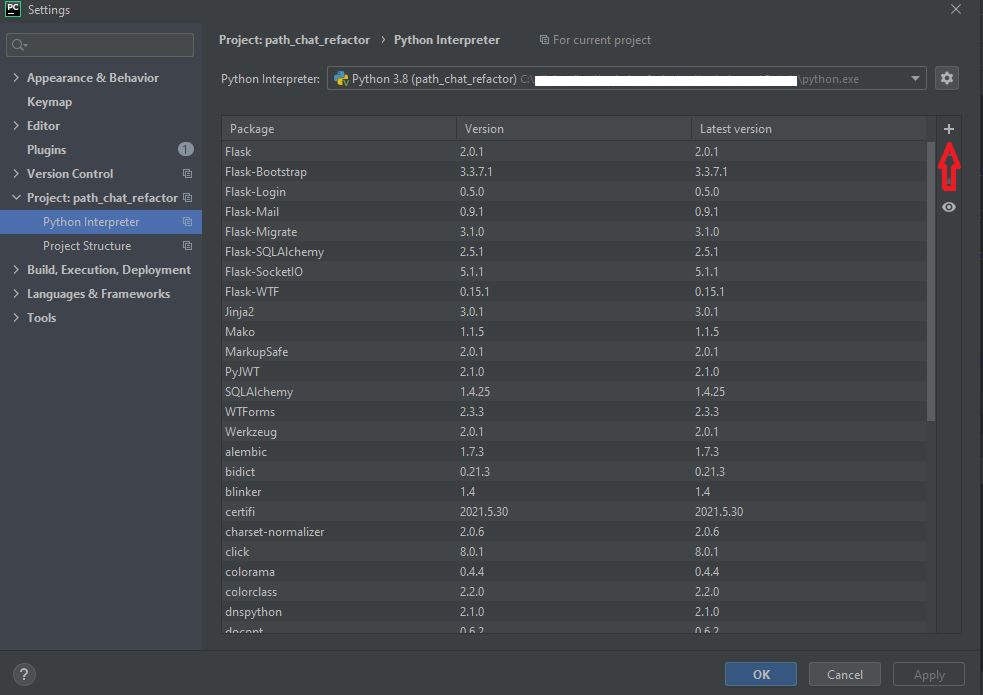 PC Settings
Project: path_chat_refactor › Python Interpreter For current project
Python Interpreter: Python 3.8 (path_chat_refactor) C:\ \python.exe
Appearance & Behavior
Keymap
Editor
Plugins 1
Version Control
Project: path_chat_refactor
Python Interpreter
Project Structure
Build, Execution, Deployment
Languages & Frameworks
Tools
Package Version Latest version
Flask 2.0.1 2.0.1
Flask-Bootstrap 3.3.7.1 3.3.7.1
Flask-Login 0.5.0 0.5.0
Flask-Mail 0.9.1 0.9.1
Flask-Migrate 3.1.0 3.1.0
Flask-SQLAlchemy 2.5.1 2.5.1
Flask-SocketIO 5.1.1 5.1.1
Flask-WTF 0.15.1 0.15.1
Jinja2 3.0.1 3.0.1
Mako 1.1.5 1.1.5
MarkupSafe 2.0.1 2.0.1
PyJWT 2.1.0 2.1.0
SQLAlchemy 1.4.25 1.4.25
WTForms 2.3.3 2.3.3
Werkzeug 2.0.1 2.0.1
alembic 1.7.3 1.7.3
bidict 0.21.3 0.21.3
blinker 1.4 1.4
certifi 2021.5.30 2021.5.30
charset-normalizer 2.0.6 2.0.6
click 8.0.1 8.0.1
colorama 0.4.4 0.4.4
colorclass 2.2.0 2.2.0
dnspython 2.1.0 2.1.0
docopt 0.6.2 0.6.2
? OK Cancel Apply